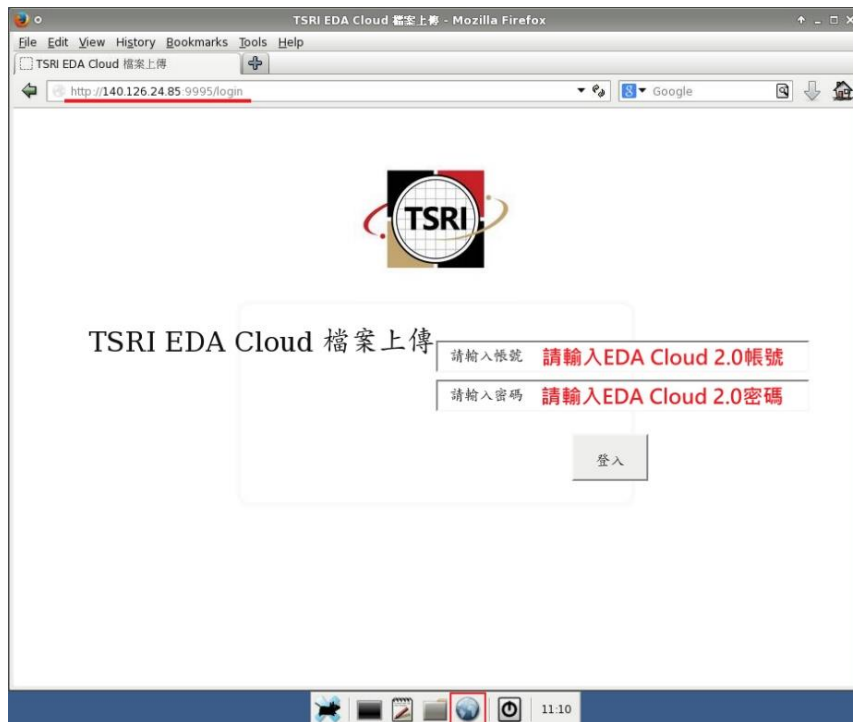 TSRI EDA Cloud 檔案上傳 - Mozilla Firefox
File Edit View History Bookmarks Tools Help
TSRI EDA Cloud 檔案上傳
http://140.126.24.85:9995/login
Google
TSRI
TSRI EDA Cloud 檔案上傳
請輸入帳號 請輸入EDA Cloud 2.0帳號
請輸入密碼 請輸入EDA Cloud 2.0密碼
登入
11:10